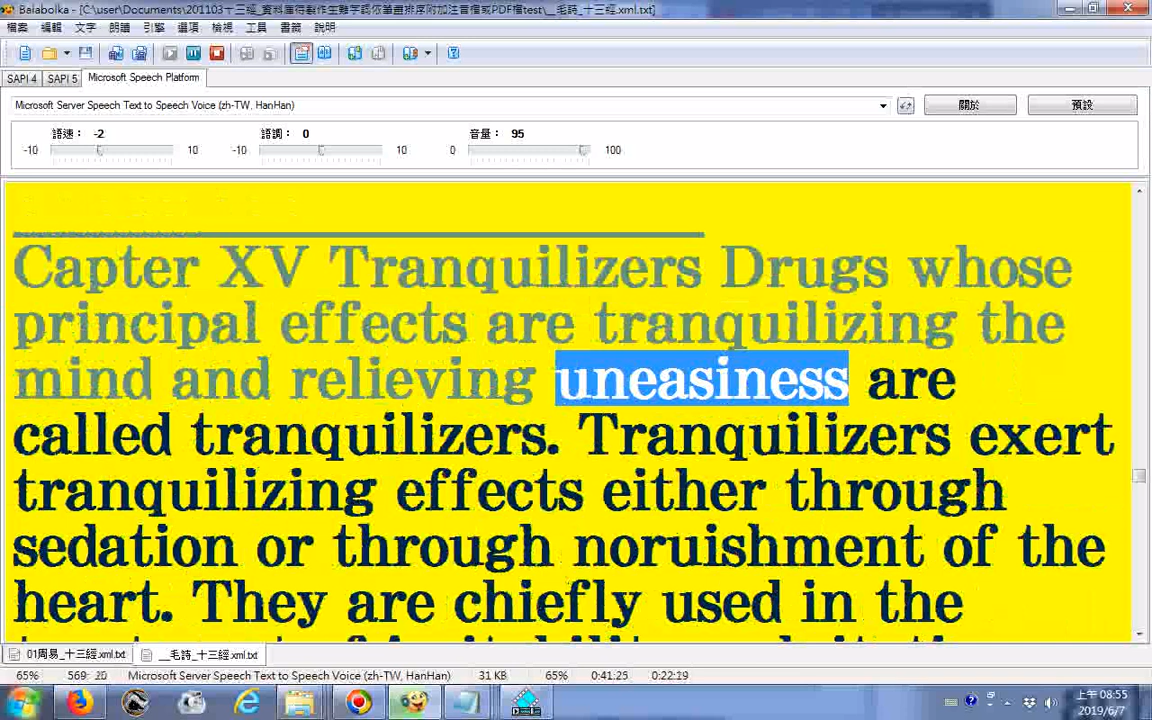 Balabolka - [C:\user\Documents\201103十三經_資料庫待製作生難字詞依筆畫排序附加注音檔或PDF檔test\__毛詩_十三經.xml.txt]
檔案 編輯 文字 朗讀 引擎 選項 檢視 工具 書籤 說明
SAPI 4 SAPI 5 Microsoft Speech Platform
Microsoft Server Speech Text to Speech Voice (zh-TW, HanHan) 關於 預設
語速： -2 語調： 0 音量： 95
-10 10 -10 10 0 100
Capter XV Tranquilizers Drugs whose
principal effects are tranquilizing the
mind and relieving uneasiness are
called tranquilizers. Tranquilizers exert
tranquilizing effects either through
sedation or through noruishment of the
heart. They are chiefly used in the
01周易_十三經.xml.txt __毛詩_十三經.xml.txt
65% 569: 20 Microsoft Server Speech Text to Speech Voice (zh-TW, HanHan) 31 KB 65% 0:41:25 0:22:29
上午 08:55
2019/6/7